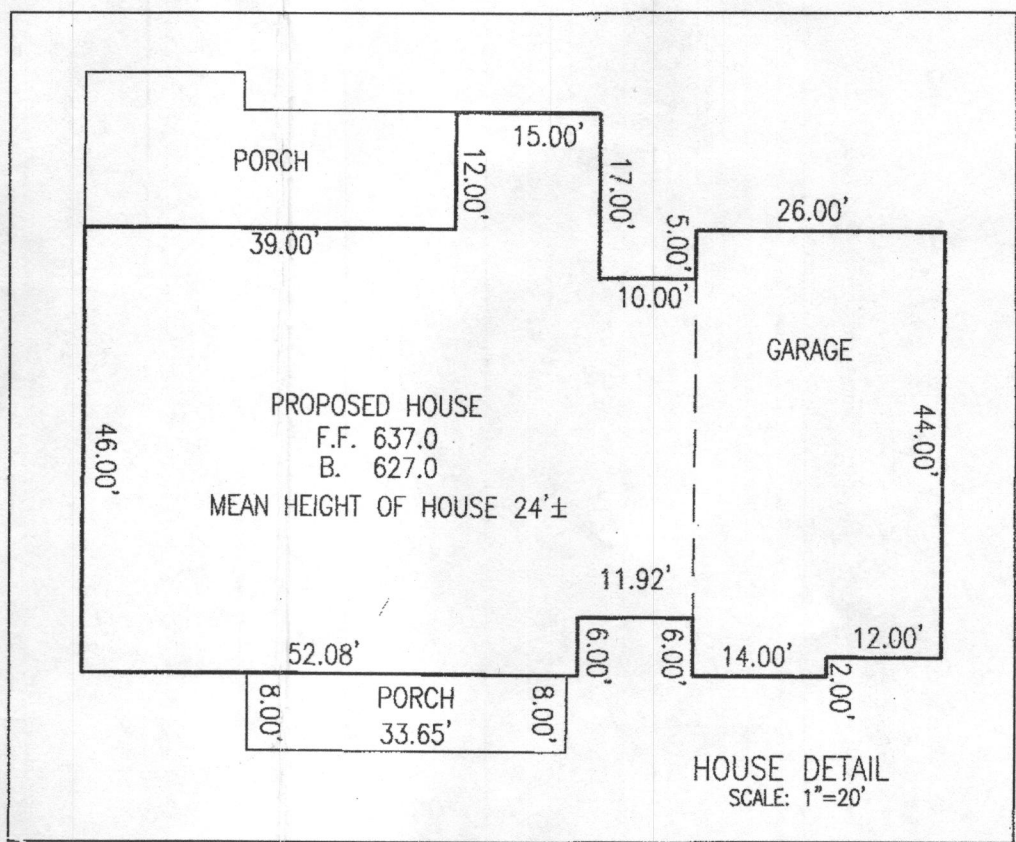 15.00'
PORCH
12.00'
17.00'
26.00'
5.00'
39.00'
10.00'
GARAGE
PROPOSED HOUSE
F.F. 637.0
B. 627.0
MEAN HEIGHT OF HOUSE 24'±
46.00'
44.00'
11.92'
52.08'
6.00'
6.00'
14.00'
12.00'
2.00'
8.00'
PORCH
33.65'
8.00'
HOUSE DETAIL
SCALE: 1"=20'